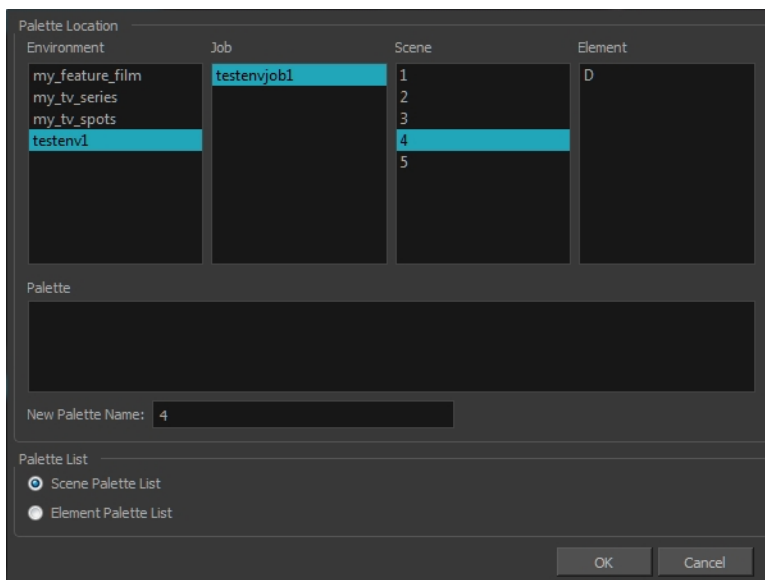 Palette Location
Environment Job Scene Element
my_feature_film testenvjob1 1 D
my_tv_series 2
my_tv_spots 3
testenv1 4
5
Palette
New Palette Name: 4
Palette List
Scene Palette List
Element Palette List
OK Cancel